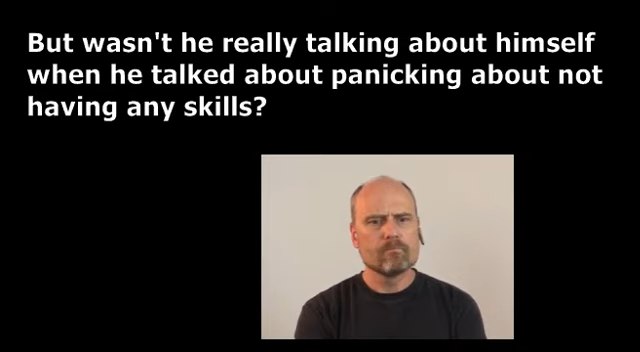 But wasn't he really talking about himself
when he talked about panicking about not
having any skills?